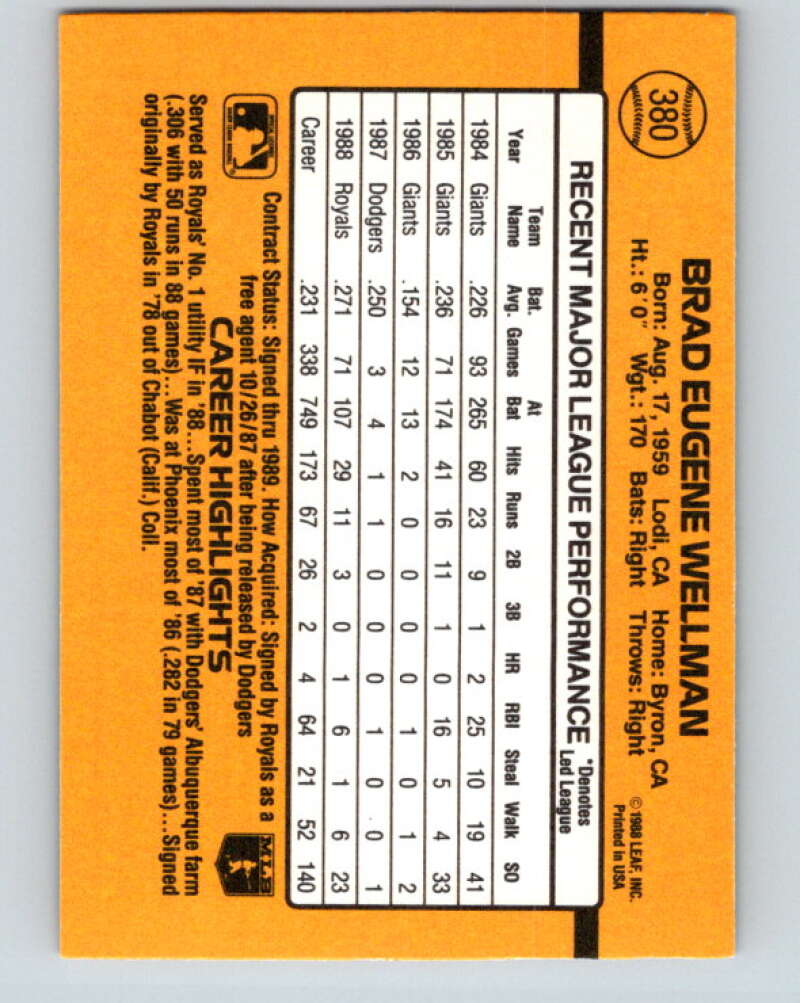 380
BRAD EUGENE WELLMAN
Born: Aug. 17, 1959 Lodi, CA Home: Byron, CA
Ht.: 6'0" Wgt.: 170 Bats: Right Throws: Right
© 1988 LEAF, INC.
Printed in USA
RECENT MAJOR LEAGUE PERFORMANCE *Denotes Led League
Year Team Name Bat. Avg. Games At Bat Hits Runs 2B 3B HR RBI Steal Walk SO
1984 Giants .226 93 265 60 23 9 1 2 25 10 19 41
1985 Giants .236 71 174 41 16 11 1 0 16 5 4 33
1986 Giants .154 12 13 2 0 0 0 0 1 0 1 2
1987 Dodgers .250 3 4 1 1 0 0 0 1 0 0 1
1988 Royals .271 71 107 29 11 3 0 1 6 1 6 23
Career .231 338 749 173 67 26 2 4 64 21 52 140
Contract Status: Signed thru 1989. How Acquired: Signed by Royals as a
free agent 10/26/87 after being released by Dodgers
CAREER HIGHLIGHTS
MLB
Served as Royals' No. 1 utility IF in '88...Spent most of '87 with Dodgers' Albuquerque farm
(.306 with 50 runs in 88 games)...Was at Phoenix most of '86 (.282 in 79 games)...Signed
originally by Royals in '78 out of Chabot (Calif.) Coll.